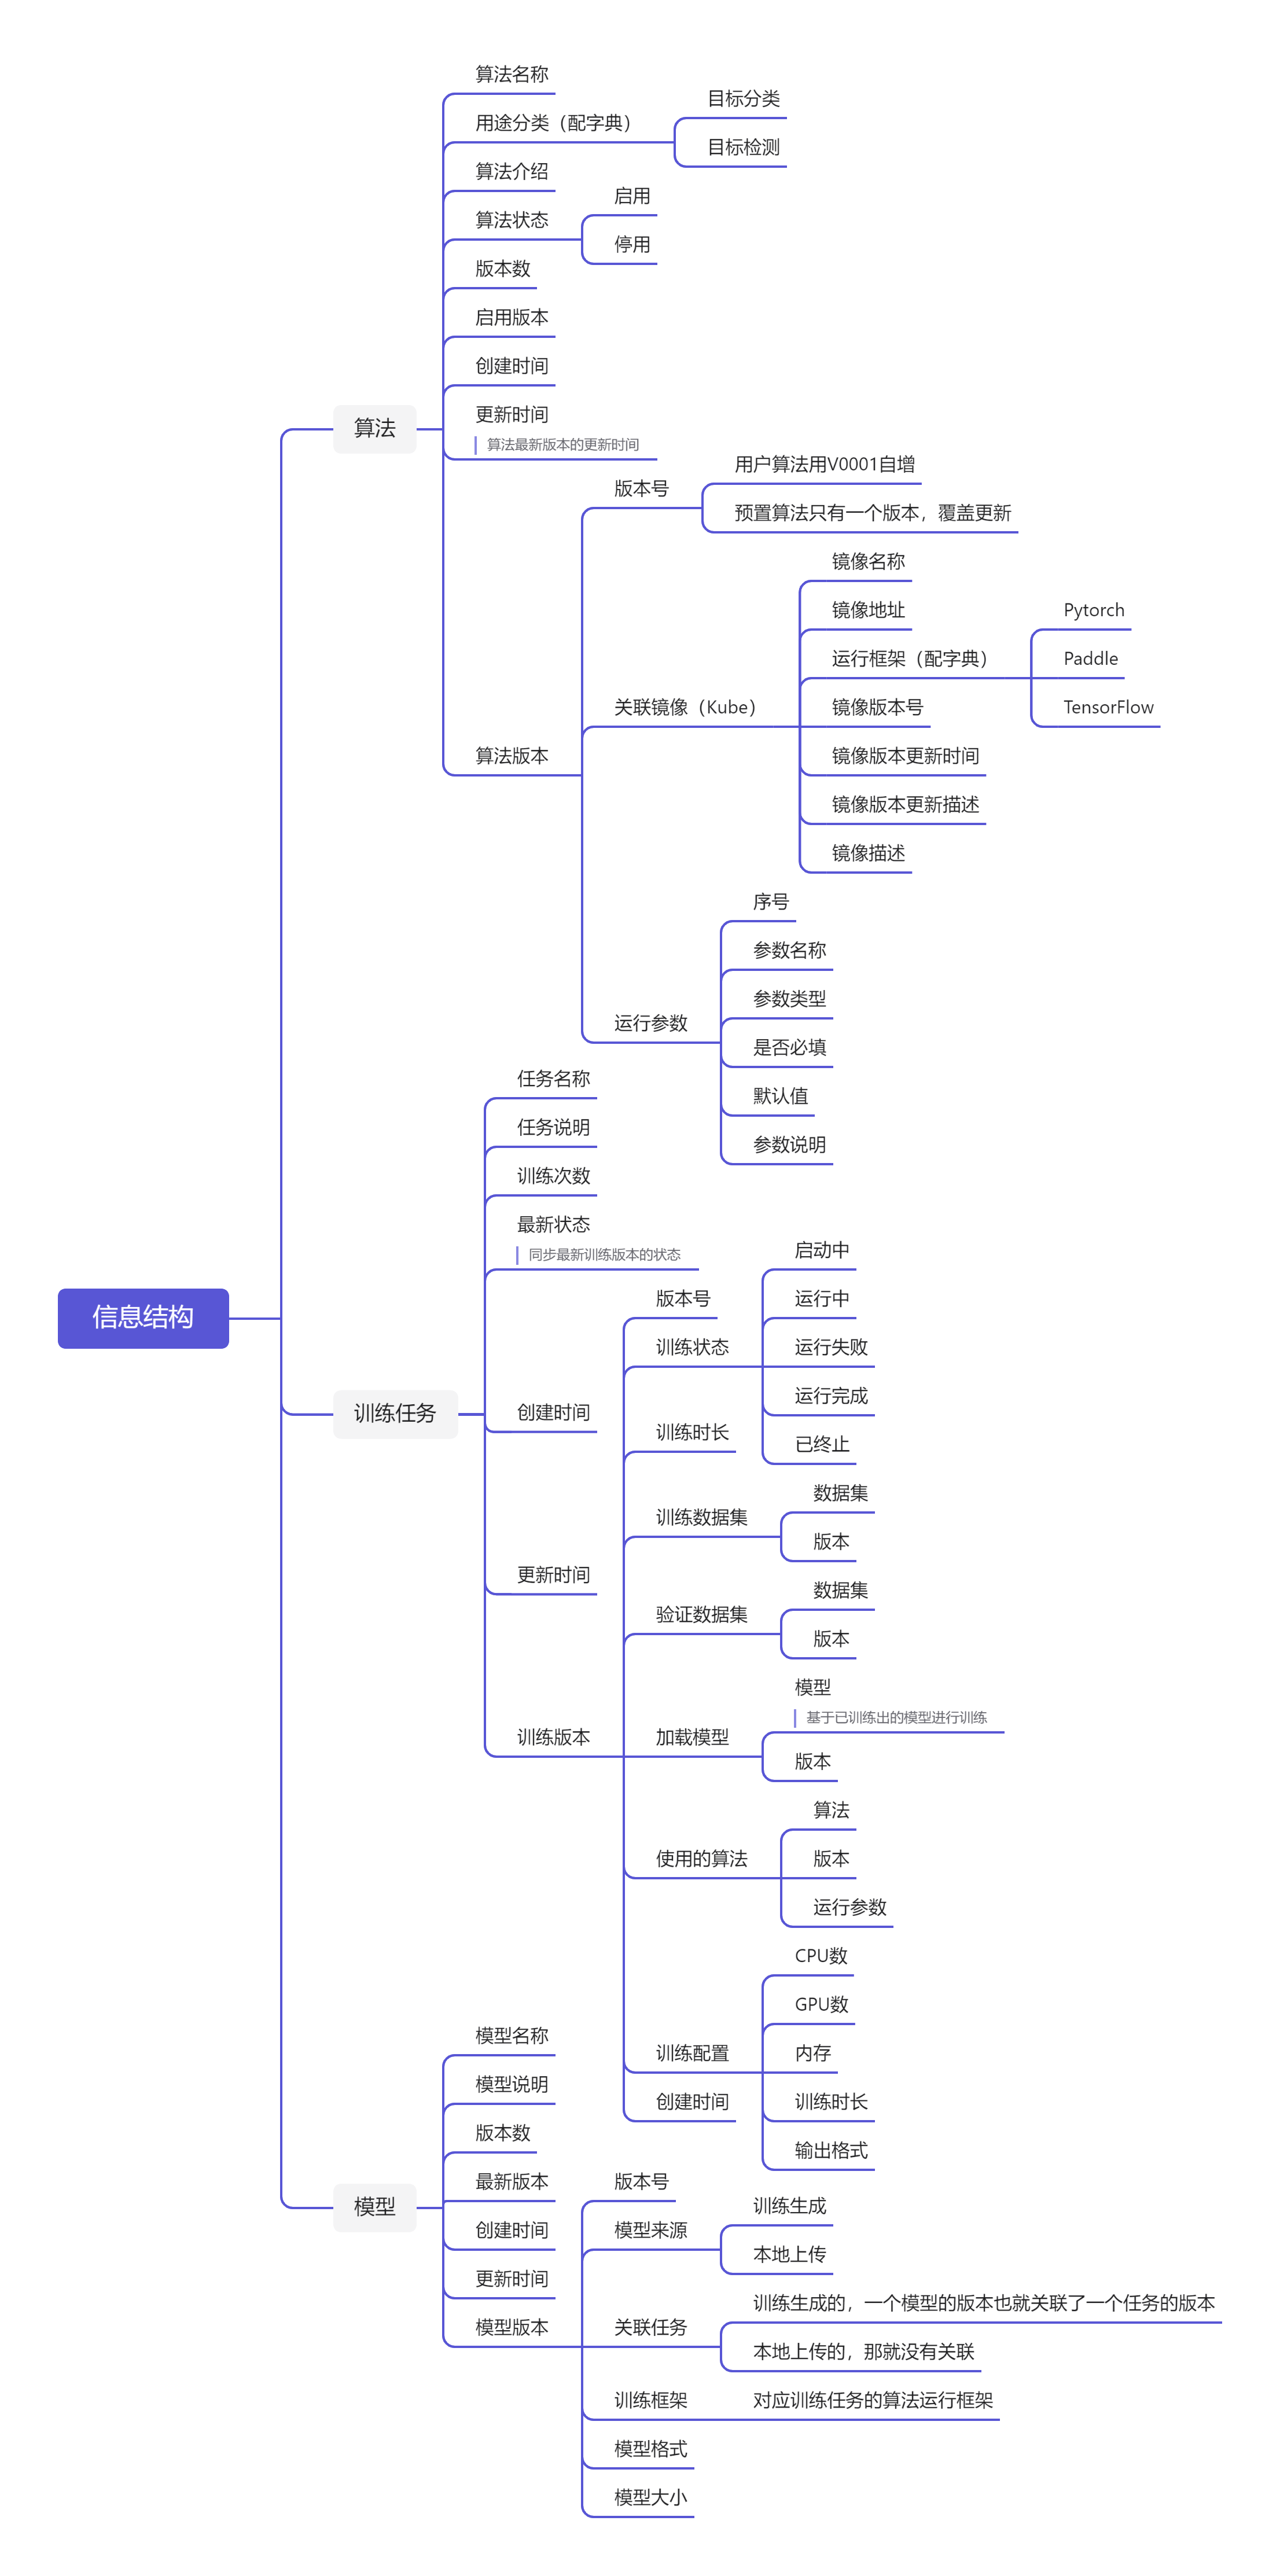 信息结构
算法
算法名称
用途分类（配字典）
目标分类
目标检测
算法介绍
算法状态
启用
停用
版本数
启用版本
创建时间
更新时间
算法最新版本的更新时间
算法版本
版本号
用户算法用V0001自增
预置算法只有一个版本，覆盖更新
关联镜像（Kube）
镜像名称
镜像地址
运行框架（配字典）
Pytorch
Paddle
TensorFlow
镜像版本号
镜像版本更新时间
镜像版本更新描述
镜像描述
运行参数
序号
参数名称
参数类型
是否必填
默认值
参数说明
训练任务
任务名称
任务说明
训练次数
最新状态
同步最新训练版本的状态
创建时间
更新时间
训练版本
版本号
训练状态
启动中
运行中
运行失败
运行完成
已终止
训练时长
训练数据集
数据集
版本
验证数据集
数据集
版本
加载模型
模型
基于已训练出的模型进行训练
版本
使用的算法
算法
版本
运行参数
训练配置
CPU数
GPU数
内存
训练时长
输出格式
创建时间
模型
模型名称
模型说明
版本数
最新版本
创建时间
更新时间
模型版本
版本号
模型来源
训练生成
本地上传
关联任务
训练生成的，一个模型的版本也就关联了一个任务的版本
本地上传的，那就没有关联
训练框架
对应训练任务的算法运行框架
模型格式
模型大小